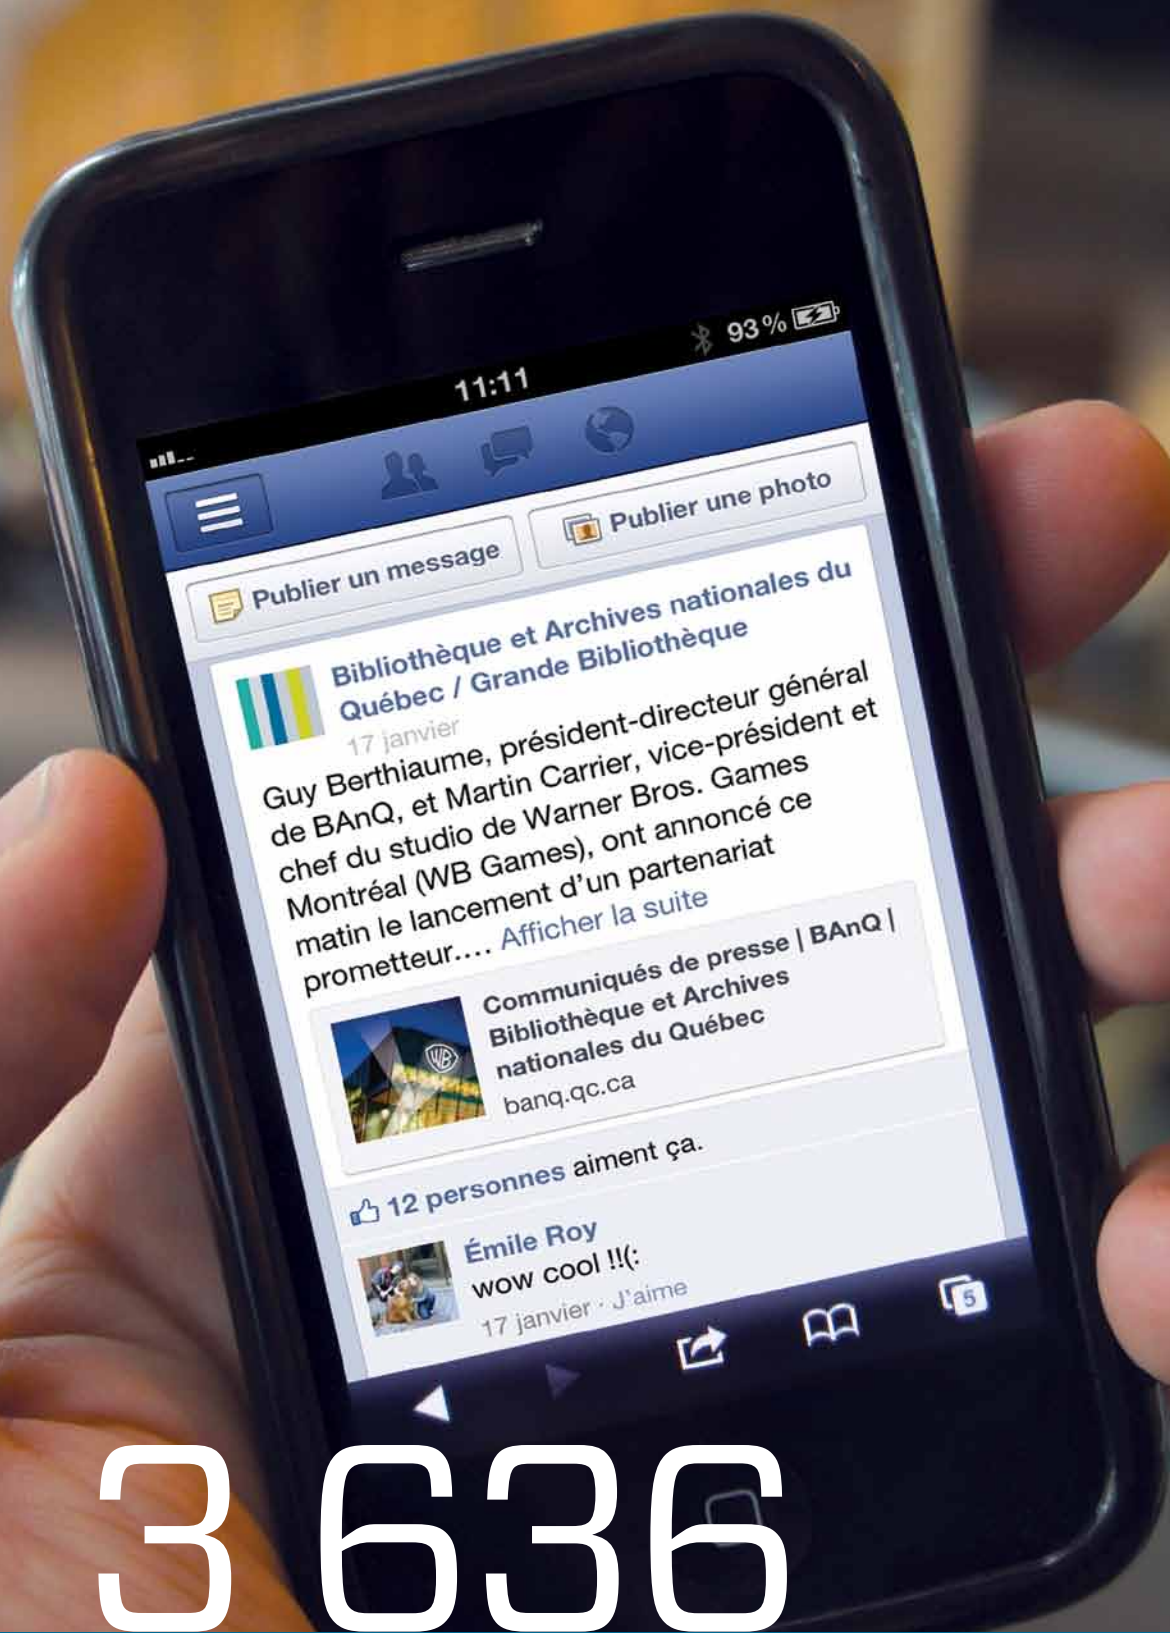 93 %
11:11
Publier un message
Publier une photo
Bibliothèque et Archives nationales du
Québec / Grande Bibliothèque
17 janvier
Guy Berthiaume, président-directeur général
de BAnQ, et Martin Carrier, vice-président et
chef du studio de Warner Bros. Games
Montréal (WB Games), ont annoncé ce
matin le lancement d’un partenariat
prometteur.... Afficher la suite
Communiqués de presse | BAnQ |
Bibliothèque et Archives
nationales du Québec
banq.qc.ca
WB
12 personnes aiment ça.
Émile Roy
wow cool !!(:
17 janvier · J’aime
5
3 636